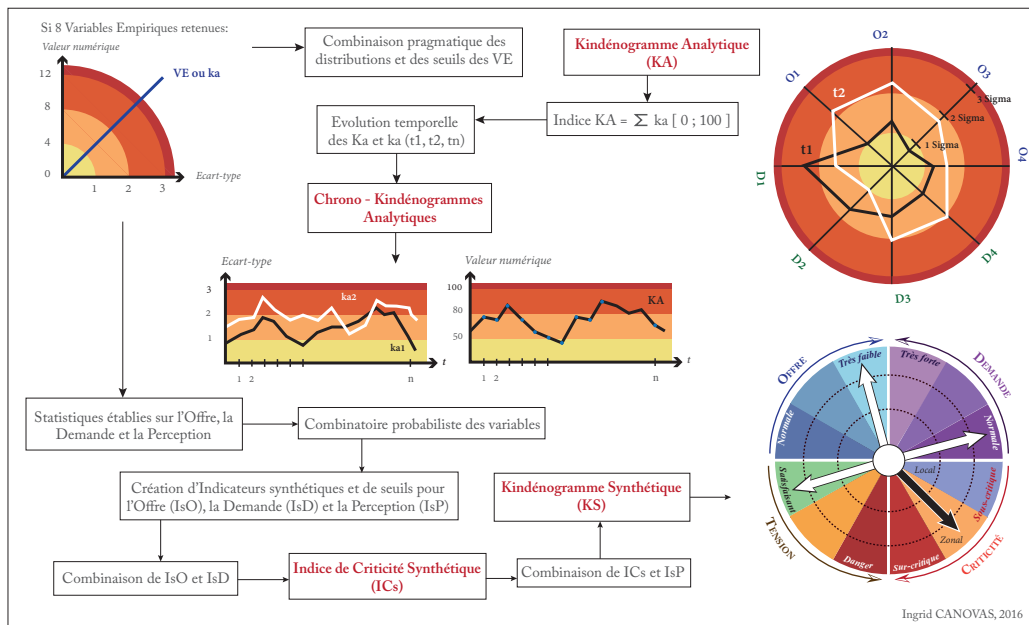 Si 8 Variables Empiriques retenues:
Valeur numérique
12
8
4
0
1
2
3
Ecart-type
VE ou ka
Combinaison pragmatique des
distributions et des seuils des VE
Kindénogramme Analytique
(KA)
Indice KA = ∑ ka [ 0 ; 100 ]
Evolution temporelle
des Ka et ka (t1, t2, tn)
Chrono - Kindénogrammes
Analytiques
O2
O1
O3
O4
D1
D2
D3
D4
t2
t1
3 Sigma
2 Sigma
1 Sigma
Ecart-type
3
2
1
ka2
ka1
1 2
n
t
Valeur numérique
100
80
50
KA
1 2
n
t
Statistiques établies sur l'Offre, la
Demande et la Perception
Combinatoire probabiliste des variables
Création d'Indicateurs synthétiques et de seuils pour
l'Offre (IsO), la Demande (IsD) et la Perception (IsP)
Kindénogramme Synthétique
(KS)
Combinaison de IsO et IsD
Indice de Criticité Synthétique
(ICs)
Combinaison de ICs et IsP
OFFRE
DEMANDE
Très faible
Très forte
Normale
Normale
Satisfaisant
Local
Sous-critique
Zonal
Danger
Sur-critique
TENSION
CRITICITÉ
Ingrid CANOVAS, 2016